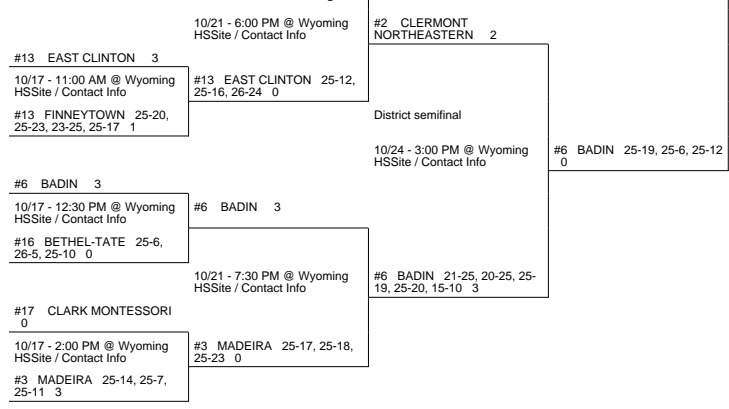 10/21 - 6:00 PM @ Wyoming
HSSite / Contact Info
#2 CLERMONT
NORTHEASTERN 2
#13 EAST CLINTON 3
10/17 - 11:00 AM @ Wyoming
HSSite / Contact Info
#13 EAST CLINTON 25-12,
25-16, 26-24 0
#13 FINNEYTOWN 25-20,
25-23, 23-25, 25-17 1
District semifinal
10/24 - 3:00 PM @ Wyoming
HSSite / Contact Info
#6 BADIN 25-19, 25-6, 25-12
0
#6 BADIN 3
10/17 - 12:30 PM @ Wyoming
HSSite / Contact Info
#6 BADIN 3
#16 BETHEL-TATE 25-6,
26-5, 25-10 0
10/21 - 7:30 PM @ Wyoming
HSSite / Contact Info
#6 BADIN 21-25, 20-25, 25-
19, 25-20, 15-10 3
#17 CLARK MONTESSORI
0
10/17 - 2:00 PM @ Wyoming
HSSite / Contact Info
#3 MADEIRA 25-17, 25-18,
25-23 0
#3 MADEIRA 25-14, 25-7,
25-11 3